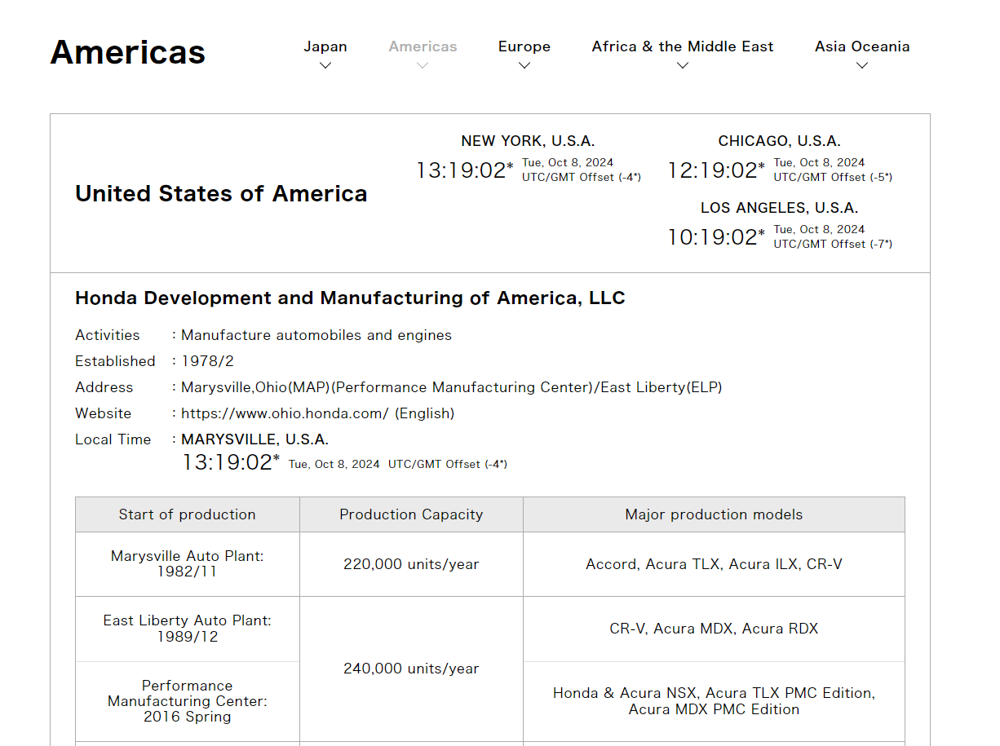 Americas
Japan
Americas
Europe
Africa & the Middle East
Asia Oceania
United States of America
NEW YORK, U.S.A.
13:19:02* Tue, Oct 8, 2024
UTC/GMT Offset (-4*)
CHICAGO, U.S.A.
12:19:02* Tue, Oct 8, 2024
UTC/GMT Offset (-5*)
LOS ANGELES, U.S.A.
10:19:02* Tue, Oct 8, 2024
UTC/GMT Offset (-7*)
Honda Development and Manufacturing of America, LLC
Activities : Manufacture automobiles and engines
Established : 1978/2
Address : Marysville,Ohio(MAP)(Performance Manufacturing Center)/East Liberty(ELP)
Website : https://www.ohio.honda.com/ (English)
Local Time : MARYSVILLE, U.S.A.
13:19:02* Tue, Oct 8, 2024 UTC/GMT Offset (-4*)
Start of production
Production Capacity
Major production models
Marysville Auto Plant:
1982/11
220,000 units/year
Accord, Acura TLX, Acura ILX, CR-V
East Liberty Auto Plant:
1989/12
240,000 units/year
CR-V, Acura MDX, Acura RDX
Performance
Manufacturing Center:
2016 Spring
Honda & Acura NSX, Acura TLX PMC Edition,
Acura MDX PMC Edition